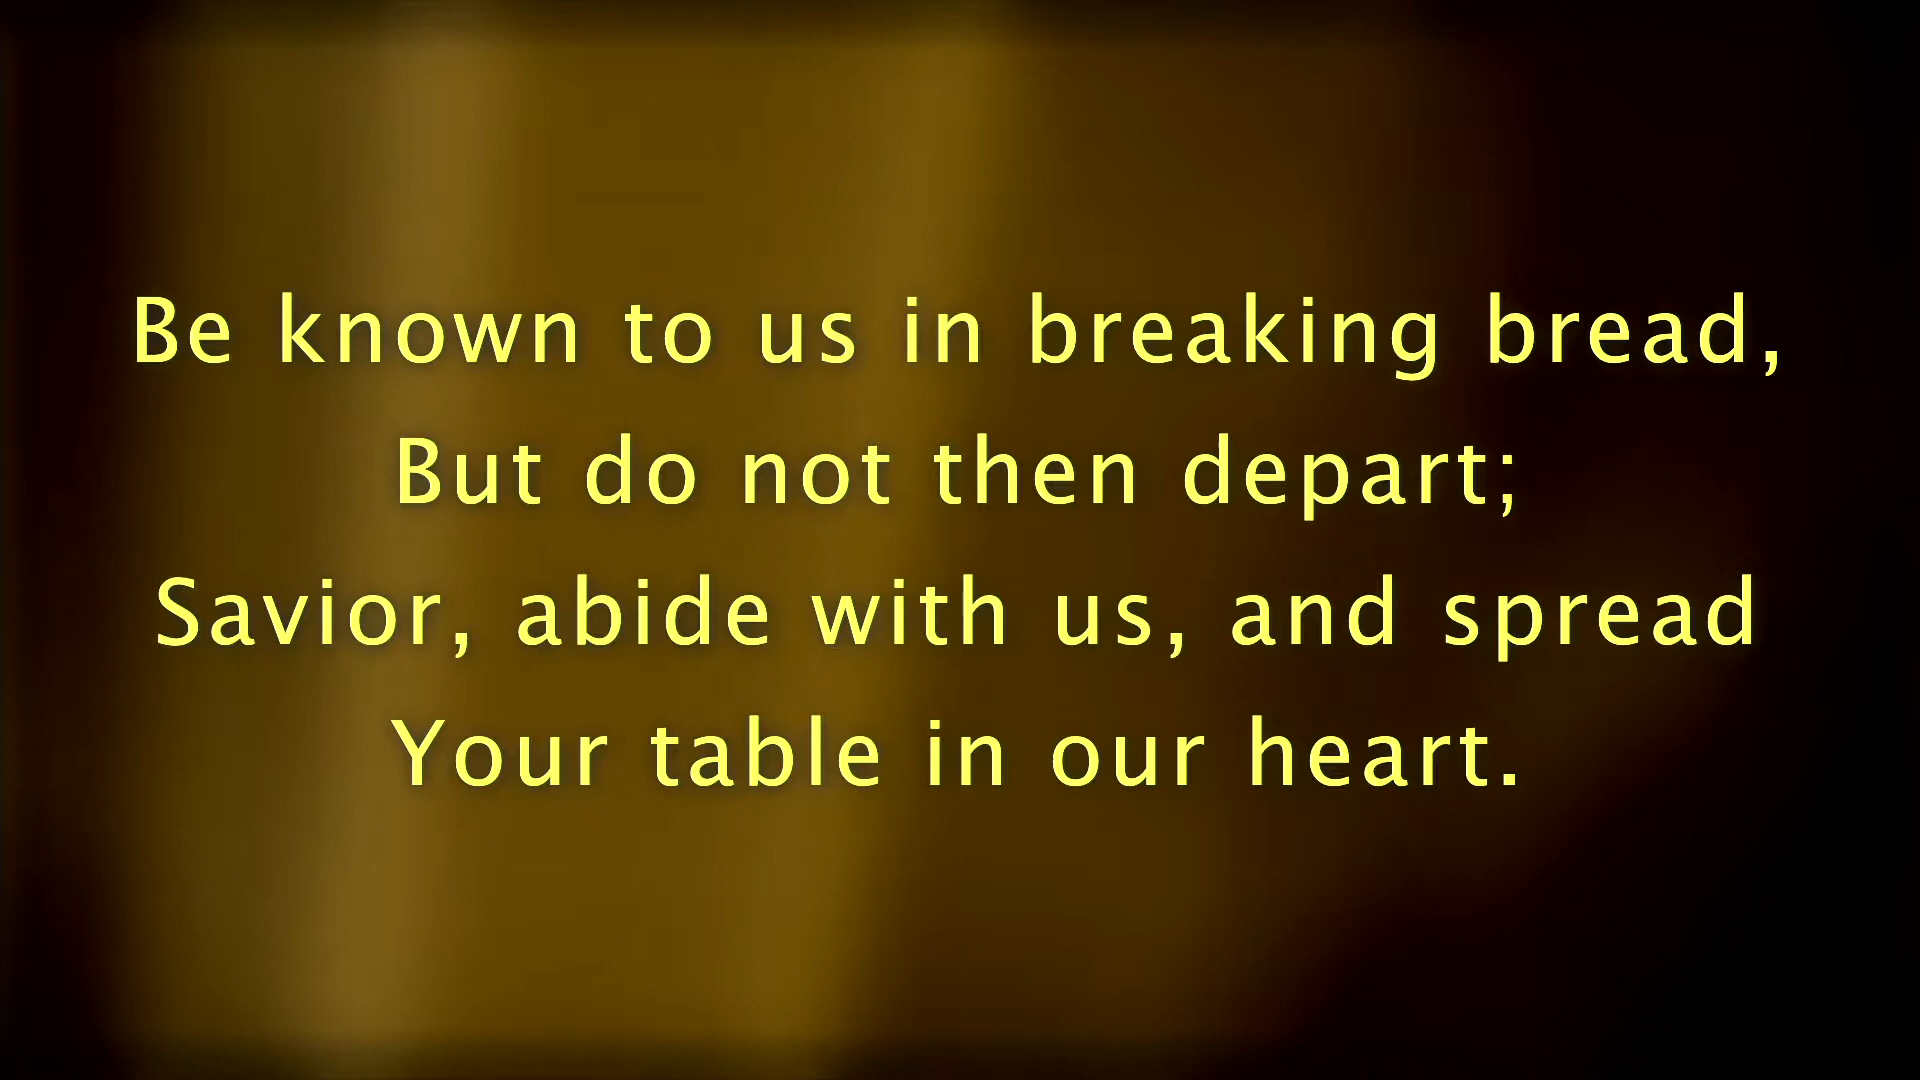 Be known to us in breaking bread,
But do not then depart;
Savior, abide with us, and spread
Your table in our heart.